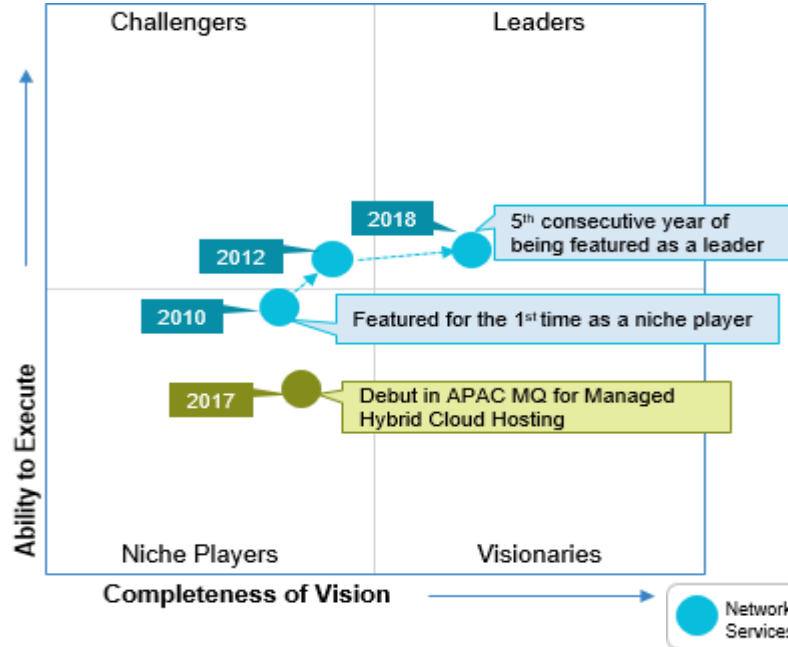 Challengers
Leaders
2018
5th consecutive year of
being featured as a leader
2012
2010
Featured for the 1st time as a niche player
2017
Debut in APAC MQ for Managed
Hybrid Cloud Hosting
Ability to Execute
Niche Players
Visionaries
Completeness of Vision
Network
Services